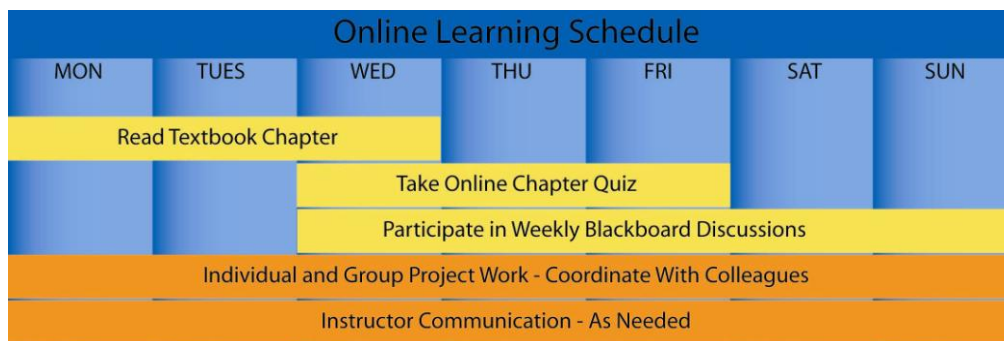 Online Learning Schedule
MON TUES WED THU FRI SAT SUN
Read Textbook Chapter
Take Online Chapter Quiz
Participate in Weekly Blackboard Discussions
Individual and Group Project Work - Coordinate With Colleagues
Instructor Communication - As Needed